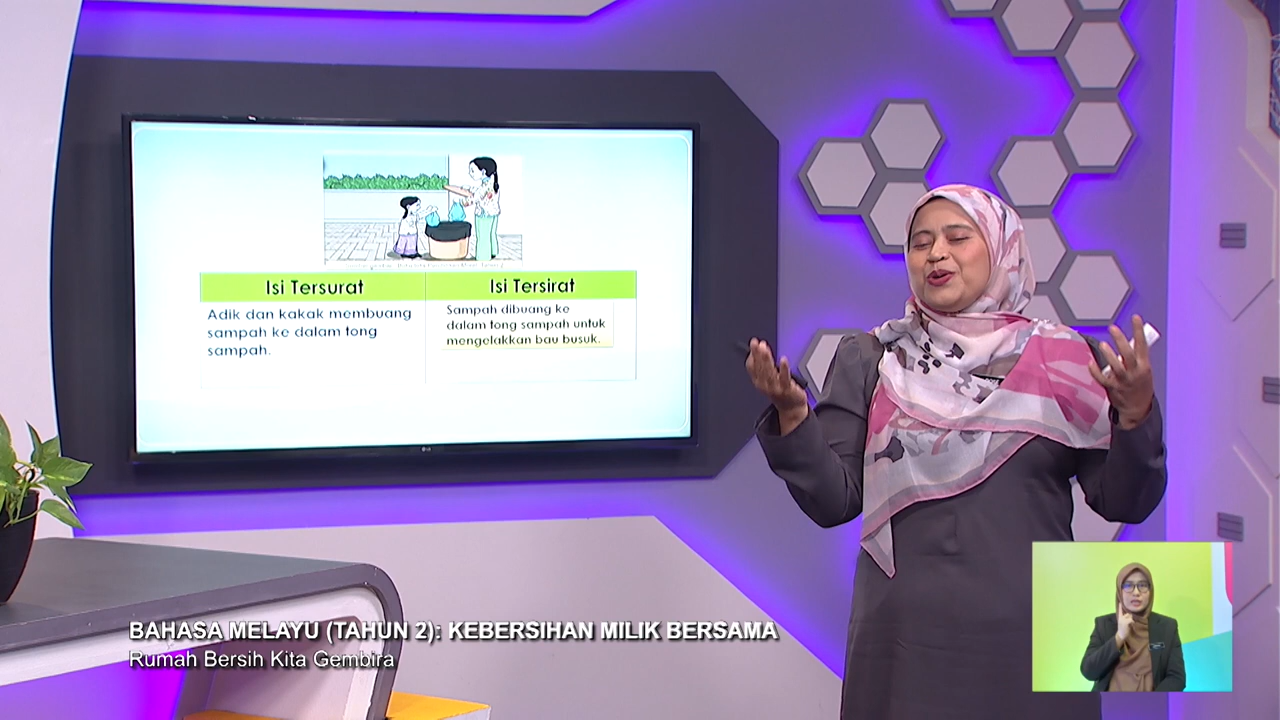 Isi Tersurat
Isi Tersirat
Adik dan kakak membuang
sampah ke dalam tong
sampah.
Sampah dibuang ke
dalam tong sampah untuk
mengelakkan bau busuk.
LG
BAHASA MELAYU (TAHUN 2): KEBERSIHAN MILIK BERSAMA
Rumah Bersih Kita Gembira